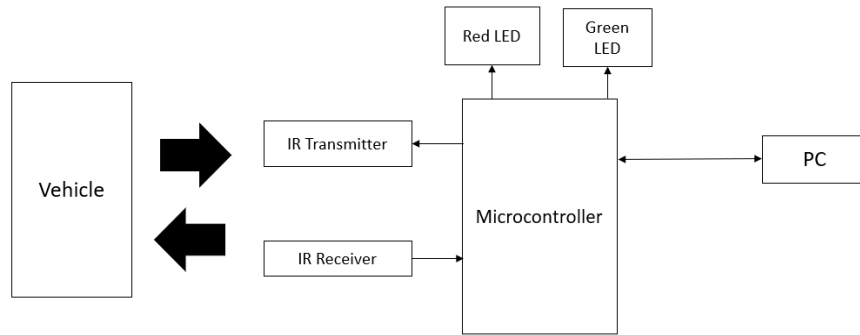 Red LED
Green
LED
Vehicle
IR Transmitter
Microcontroller
PC
IR Receiver